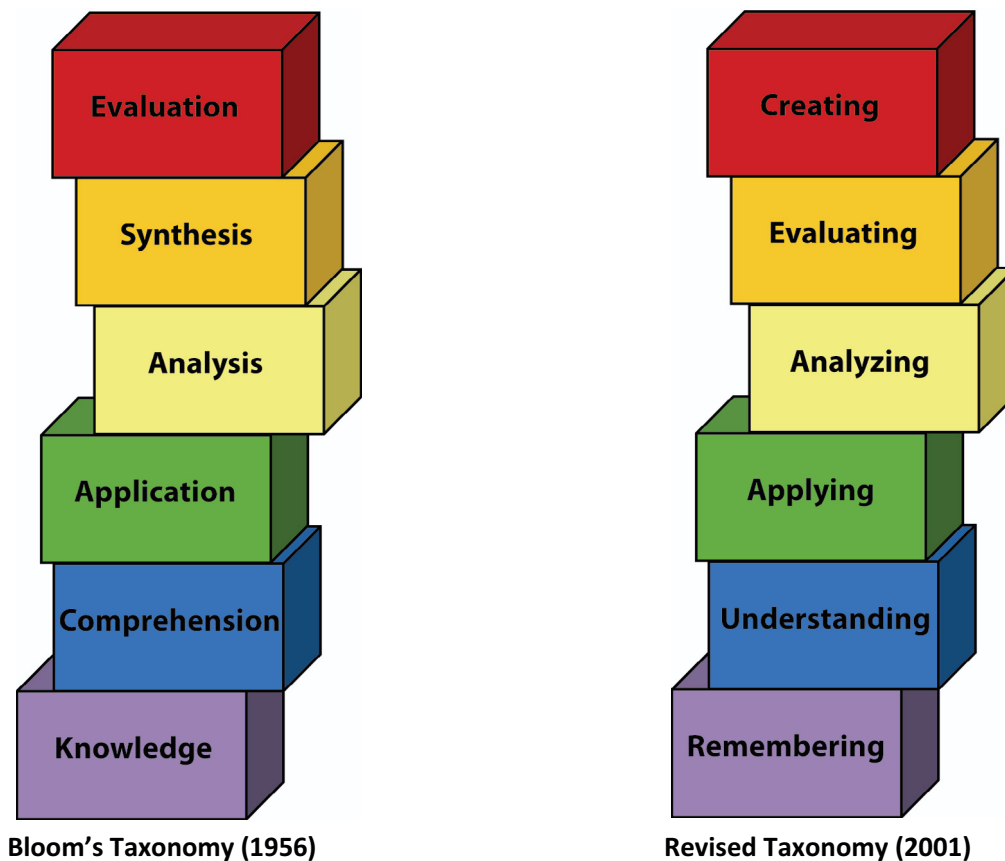 Evaluation
Synthesis
Analysis
Application
Comprehension
Knowledge
Bloom’s Taxonomy (1956)
Creating
Evaluating
Analyzing
Applying
Understanding
Remembering
Revised Taxonomy (2001)